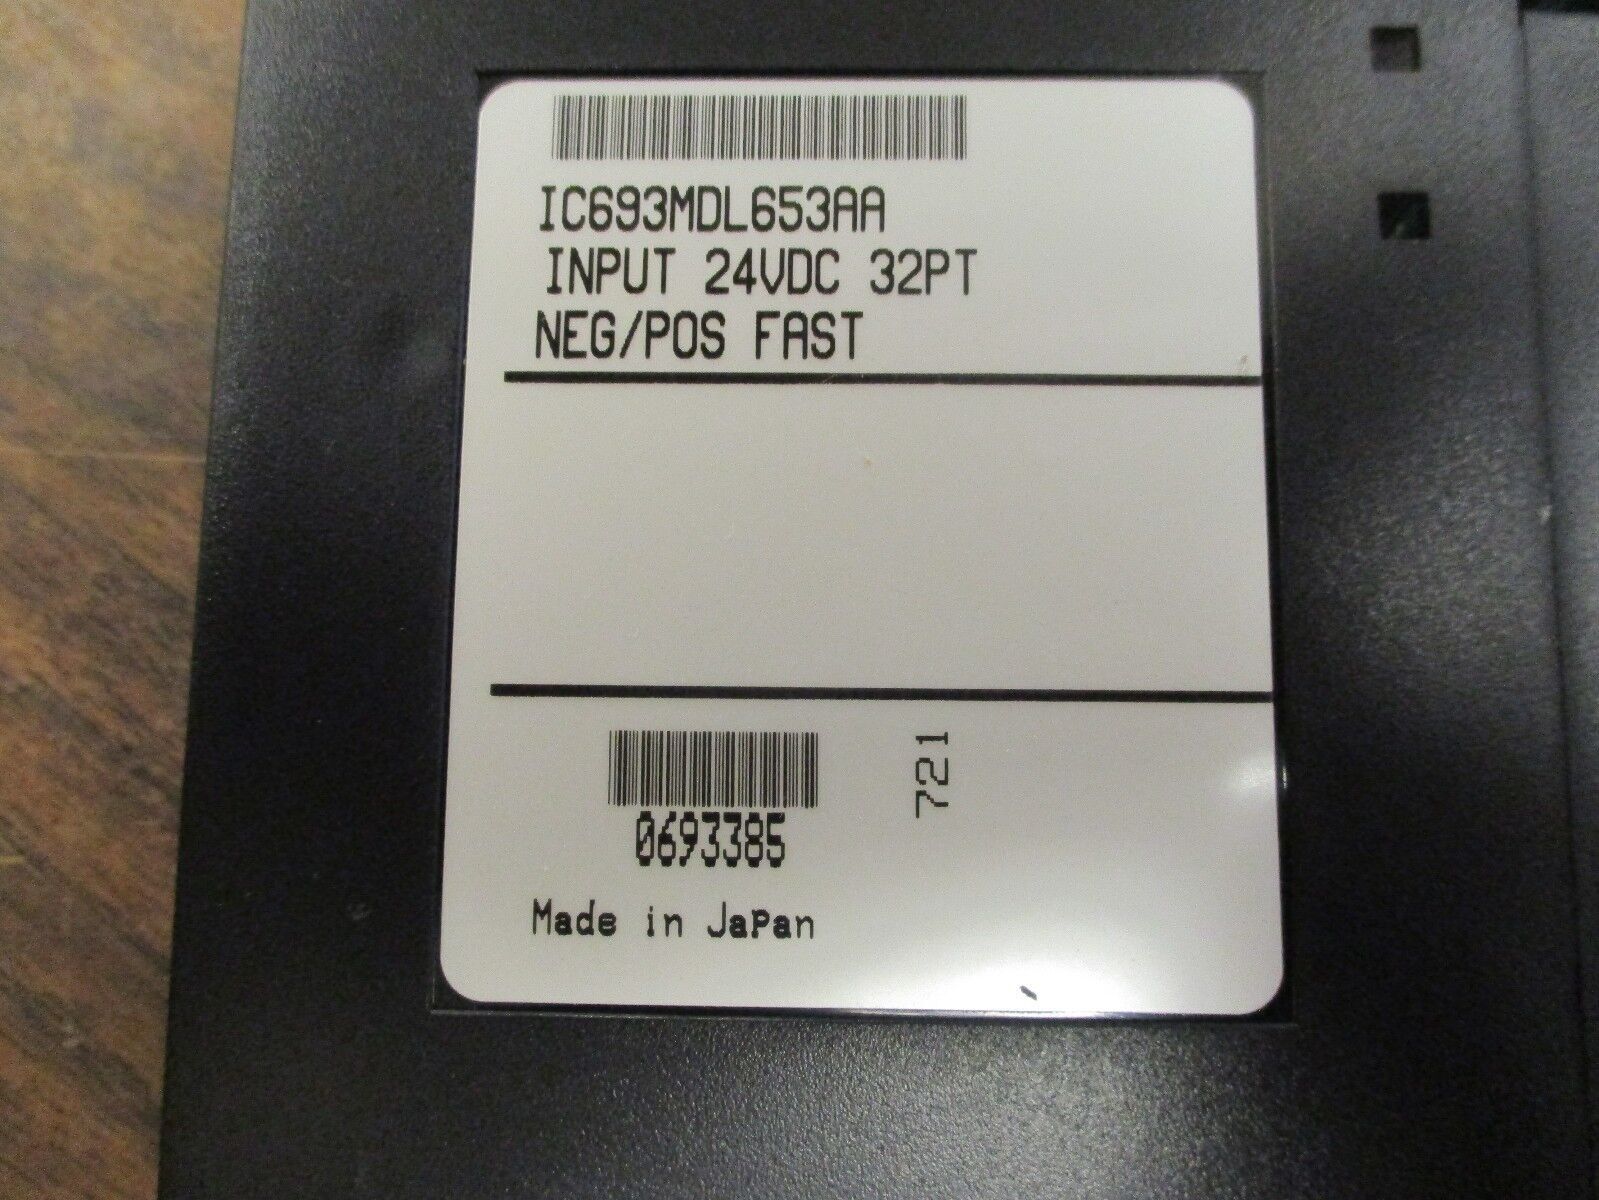 IC693MDL653AA
INPUT 24VDC 32PT
NEG/POS FAST
0693385
721
Made in JaPan